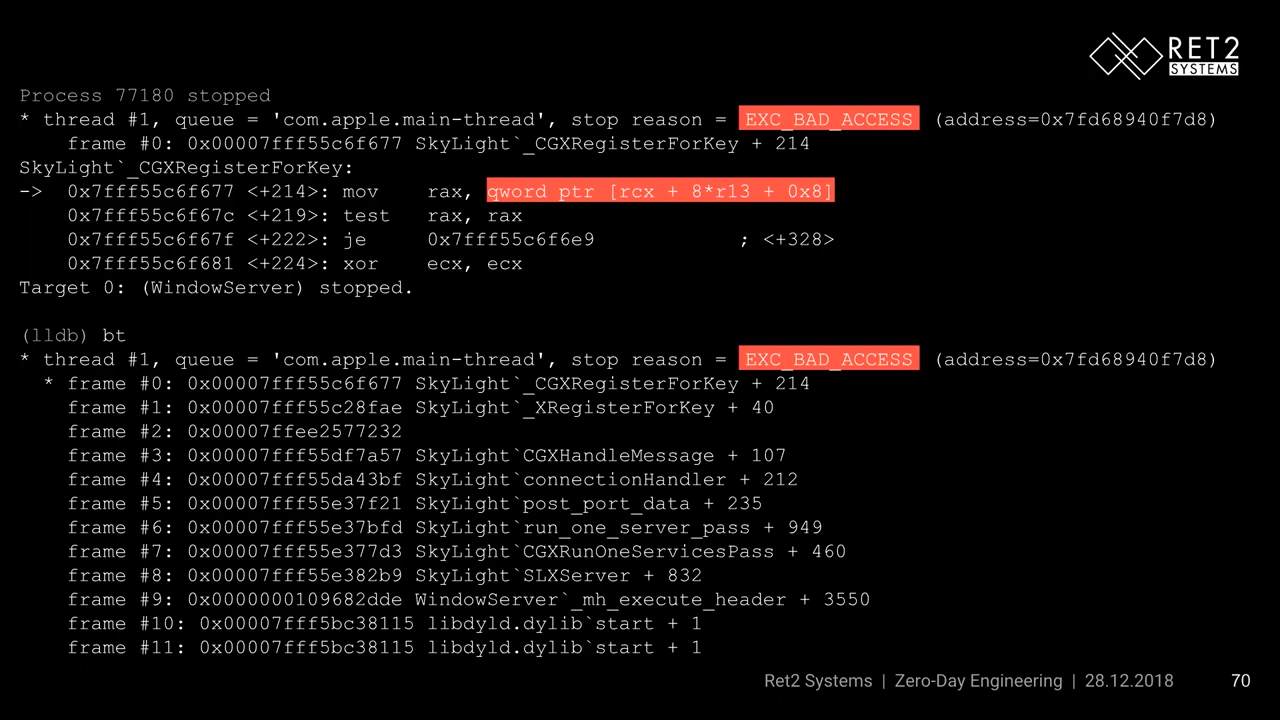 RET2
SYSTEMS
Process 77180 stopped
* thread #1, queue = 'com.apple.main-thread', stop reason = EXC_BAD_ACCESS (address=0x7fd68940f7d8)
    frame #0: 0x00007fff55c6f677 SkyLight`_CGXRegisterForKey + 214
SkyLight`_CGXRegisterForKey:
->  0x7fff55c6f677 <+214>: mov    rax, qword ptr [rcx + 8*r13 + 0x8]
    0x7fff55c6f67c <+219>: test   rax, rax
    0x7fff55c6f67f <+222>: je     0x7fff55c6f6e9            ; <+328>
    0x7fff55c6f681 <+224>: xor    ecx, ecx
Target 0: (WindowServer) stopped.
(lldb) bt
* thread #1, queue = 'com.apple.main-thread', stop reason = EXC_BAD_ACCESS (address=0x7fd68940f7d8)
  * frame #0: 0x00007fff55c6f677 SkyLight`_CGXRegisterForKey + 214
    frame #1: 0x00007fff55c28fae SkyLight`_XRegisterForKey + 40
    frame #2: 0x00007ffee2577232
    frame #3: 0x00007fff55df7a57 SkyLight`CGXHandleMessage + 107
    frame #4: 0x00007fff55da43bf SkyLight`connectionHandler + 212
    frame #5: 0x00007fff55e37f21 SkyLight`post_port_data + 235
    frame #6: 0x00007fff55e37bfd SkyLight`run_one_server_pass + 949
    frame #7: 0x00007fff55e377d3 SkyLight`CGXRunOneServicesPass + 460
    frame #8: 0x00007fff55e382b9 SkyLight`SLXServer + 832
    frame #9: 0x0000000109682dde WindowServer`_mh_execute_header + 3550
    frame #10: 0x00007fff5bc38115 libdyld.dylib`start + 1
    frame #11: 0x00007fff5bc38115 libdyld.dylib`start + 1
Ret2 Systems | Zero-Day Engineering | 28.12.2018 70